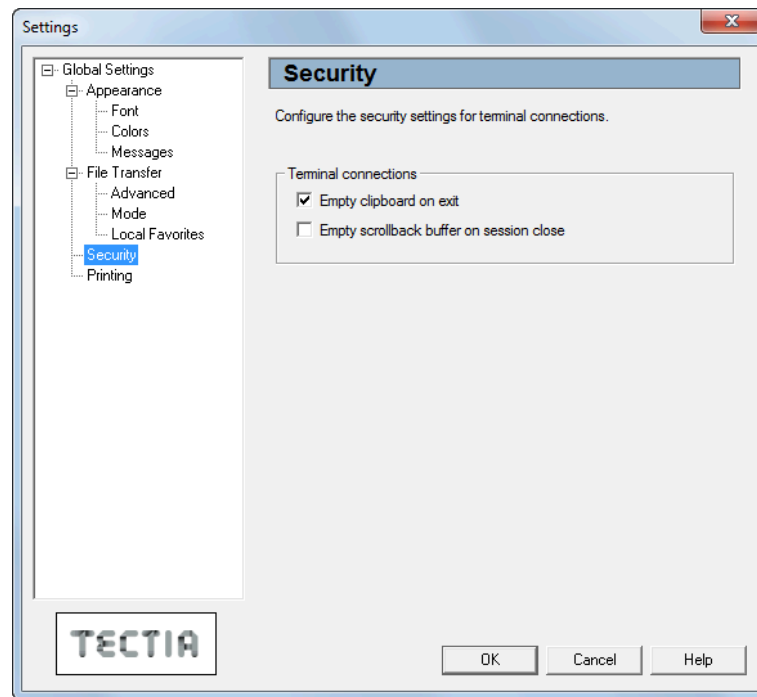 Settings
Global Settings
Appearance
Font
Colors
Messages
File Transfer
Advanced
Mode
Local Favorites
Security
Printing
Security
Configure the security settings for terminal connections.
Terminal connections
Empty clipboard on exit
Empty scrollback buffer on session close
TECTIA
OK
Cancel
Help